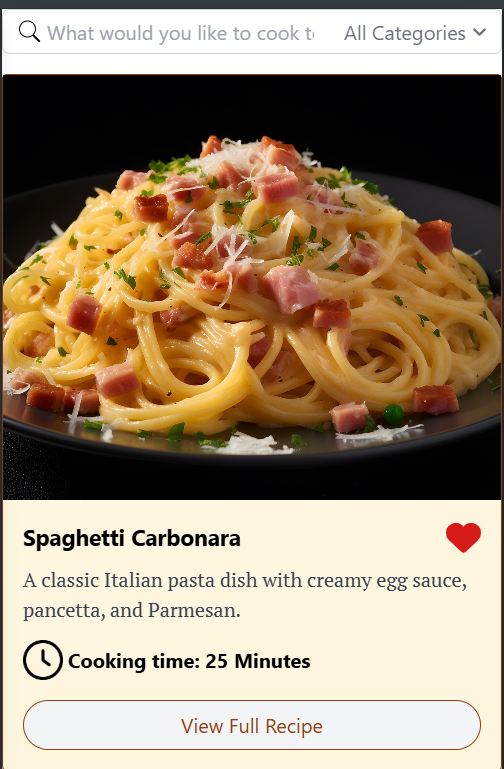 What would you like to cook t
All Categories
Spaghetti Carbonara
A classic Italian pasta dish with creamy egg sauce,
pancetta, and Parmesan.
Cooking time: 25 Minutes
View Full Recipe